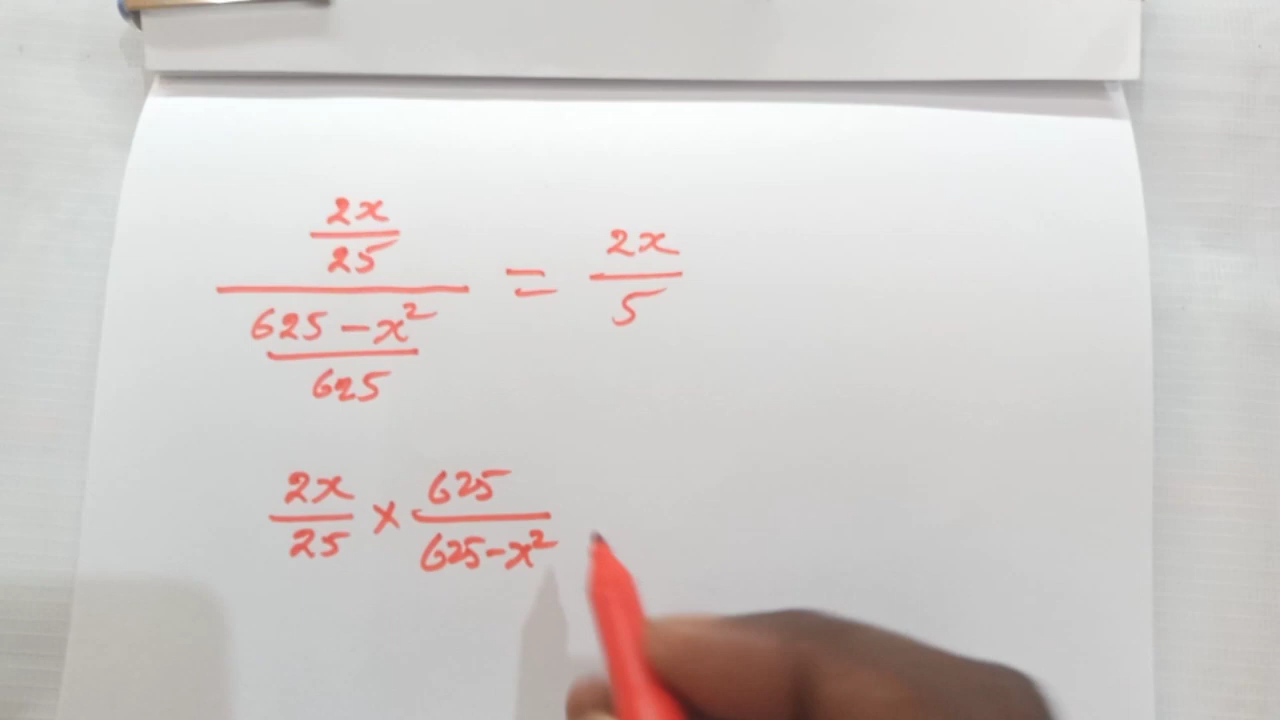 2x/25 / (625-x²)/625 = 2x/5
2x/25 × 625/(625-x²)